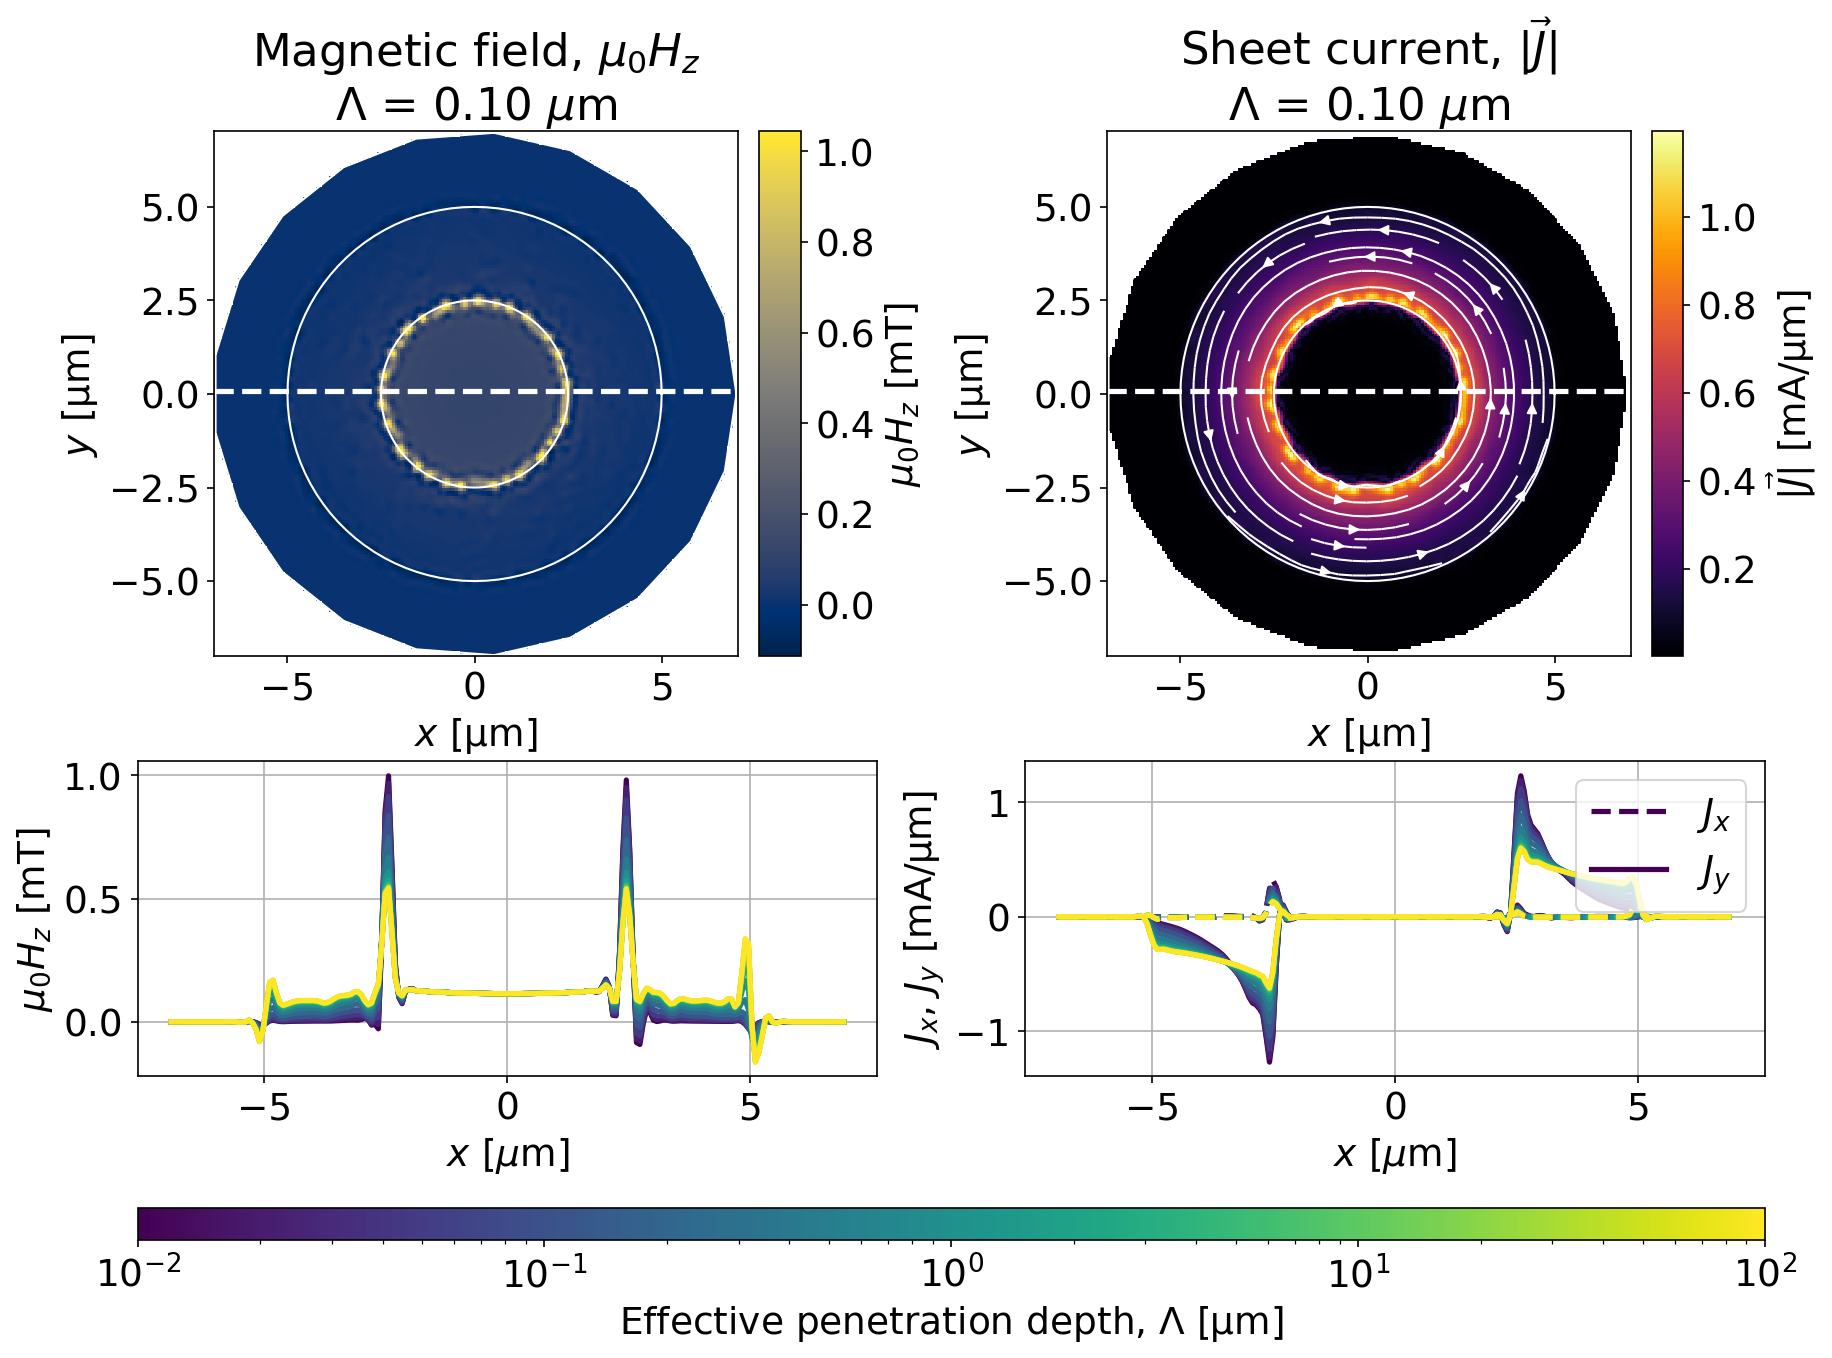 Magnetic field, μ₀H_z
Λ = 0.10 μm
5.0
2.5
0.0
−2.5
−5.0
y [μm]
−5 0 5
x [μm]
1.0
0.8
0.6
0.4
0.2
0.0
μ₀H_z [mT]
Sheet current, |J⃗|
Λ = 0.10 μm
5.0
2.5
0.0
−2.5
−5.0
y [μm]
−5 0 5
x [μm]
1.0
0.8
0.6
0.4
0.2
|J⃗| [mA/μm]
1.0
0.5
0.0
μ₀H_z [mT]
−5 0 5
x [μm]
1
0
−1
J_x, J_y [mA/μm]
J_x
J_y
−5 0 5
x [μm]
10⁻² 10⁻¹ 10⁰ 10¹ 10²
Effective penetration depth, Λ [μm]